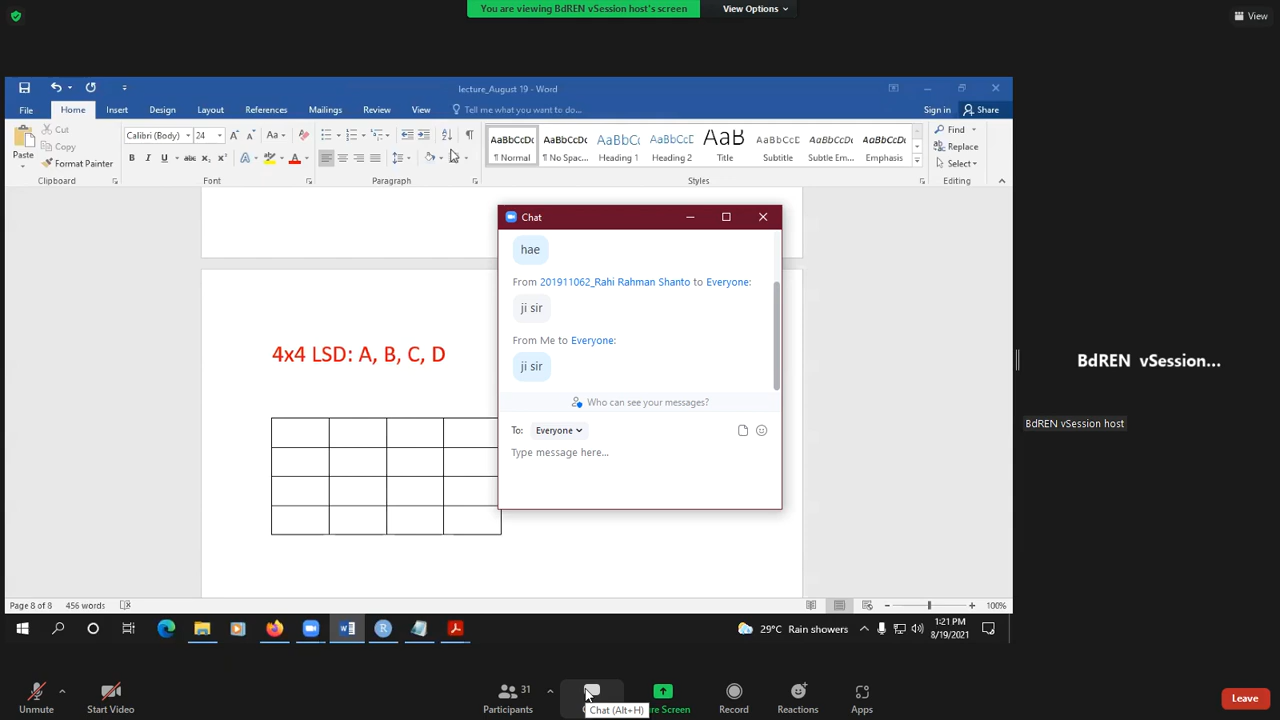 You are viewing BdREN vSession host's screen
View Options
View
lecture_August 19 - Word
File Home Insert Design Layout References Mailings Review View Tell me what you want to do... Sign in Share
Paste
Cut
Copy
Format Painter
Clipboard
Calibri (Body) 24
Font
Paragraph
AaBbCcDc AaBbCcDc AaBbCc AaBbCcE AaB AaBbCcD AaBbCcDt AaBbCcDt
¶ Normal ¶ No Spac... Heading 1 Heading 2 Title Subtitle Subtle Em... Emphasis
Styles
Find
Replace
Select
Editing
Chat
hae
From 201911062_Rahi Rahman Shanto to Everyone:
ji sir
From Me to Everyone:
ji sir
Who can see your messages?
To: Everyone
Type message here...
4x4 LSD: A, B, C, D
BdREN vSession...
BdREN vSession host
Page 8 of 8 456 words
100%
29°C Rain showers
1:21 PM
8/19/2021
Unmute
Start Video
31
Participants
Chat (Alt+H)
re Screen
Record
Reactions
Apps
Leave